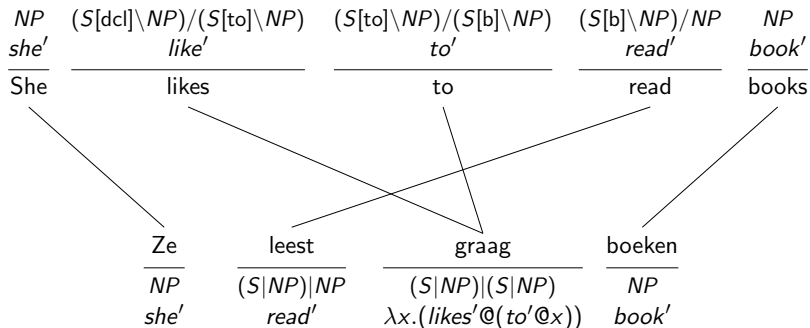 NP (S[dcl]\NP)/(S[to]\NP) (S[to]\NP)/(S[b]\NP) (S[b]\NP)/NP NP
she′ like′ to′ read′ book′
She likes to read books
Ze leest graag boeken
NP (S|NP)|NP (S|NP)|(S|NP) NP
she′ read′ λx.(likes′@(to′@x)) book′